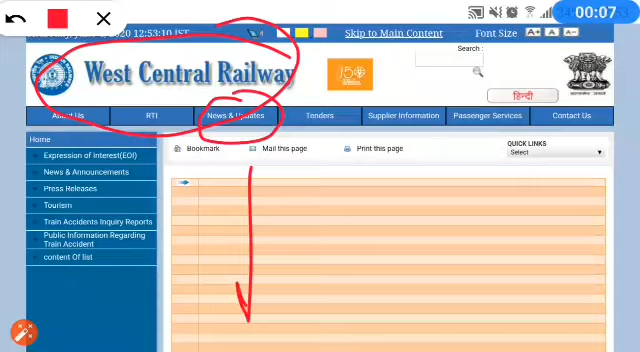 00:07
2020 12:53:10 IST
A
Skip to Main Content
Font Size
A+ A A-
Search :
West Central Railway
हिन्दी
About Us
RTI
News & Updates
Tenders
Supplier Information
Passenger Services
Contact Us
Home
Bookmark
Mail this page
Print this page
QUICK LINKS
Select
Expression of Interest(EOI)
News & Announcements
Press Releases
Tourism
Train Accidents Inquiry Reports
Public Information Regarding
Train Accident
content Of list